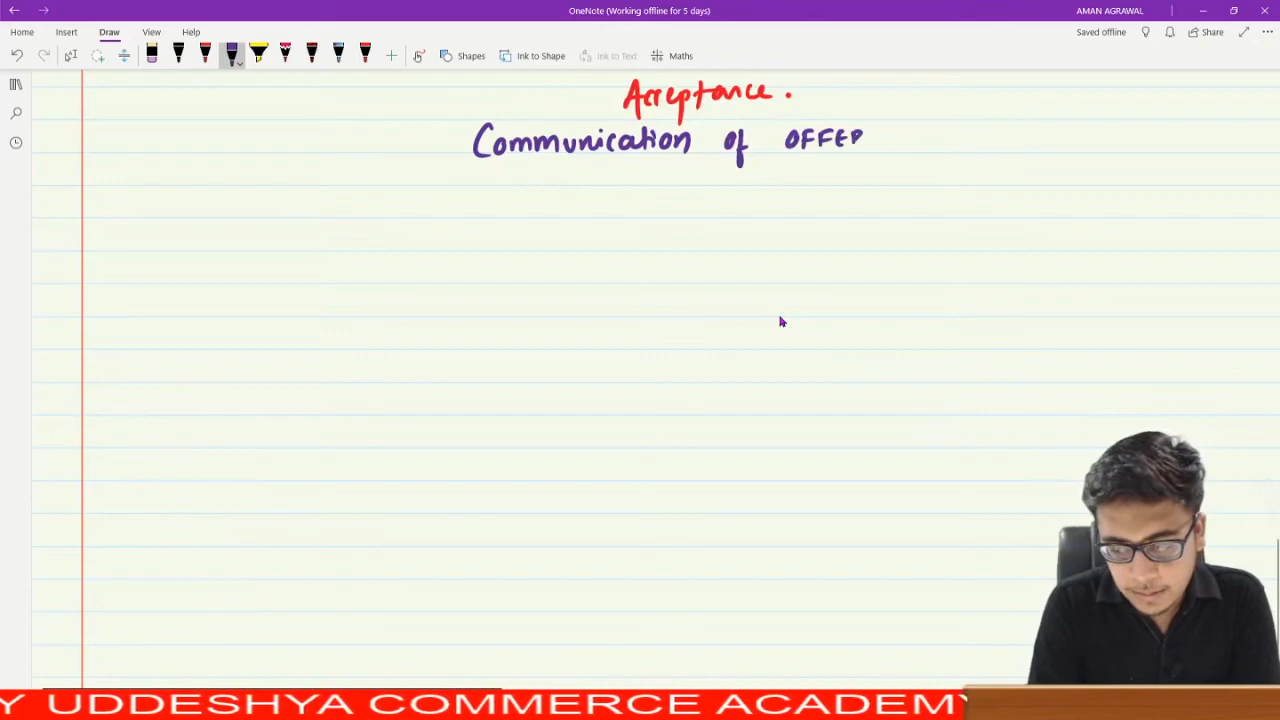 OneNote (Working offline for 5 days)
AMAN AGRAWAL
Home Insert Draw View Help
Saved offline
Share
Shapes
Ink to Shape
Ink to Text
Maths
Acceptance.
Communication of OFFER
Y UDDESHYA COMMERCE ACADEMY